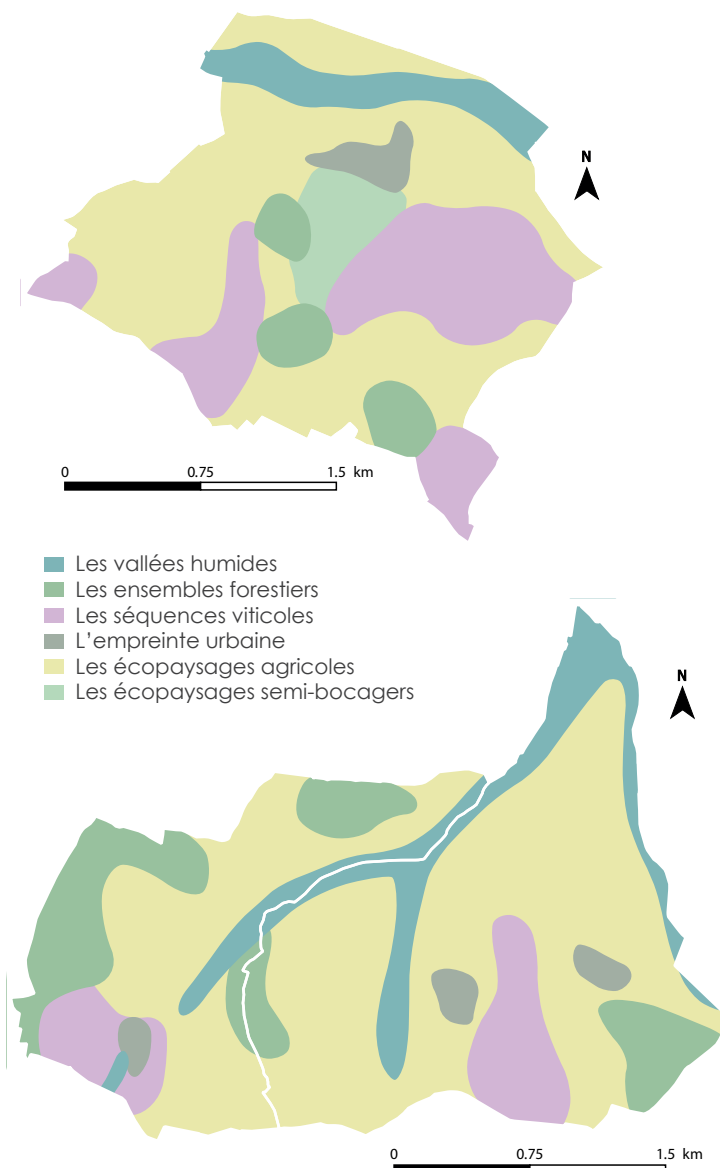 N
0 0.75 1.5 km
Les vallées humides
Les ensembles forestiers
Les séquences viticoles
L'empreinte urbaine
Les écopaysages agricoles
Les écopaysages semi-bocagers
N
0 0.75 1.5 km